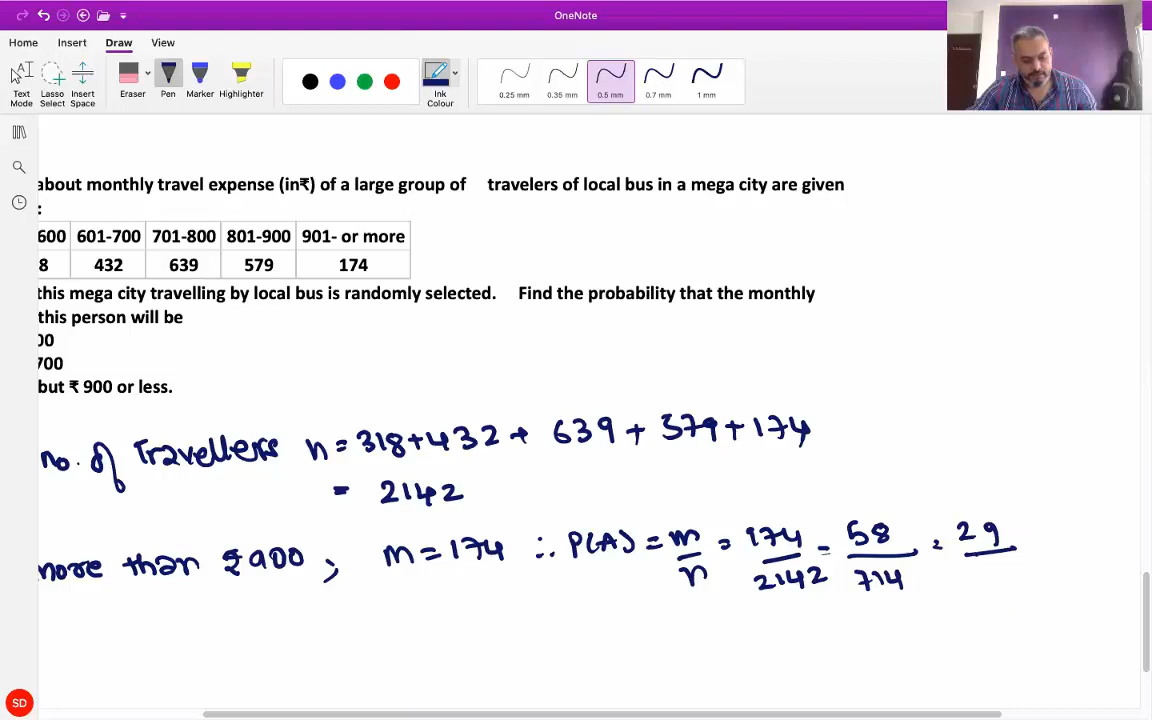 OneNote
Home Insert Draw View
Text Mode Lasso Select Insert Space Eraser Pen Marker Highlighter Ink Colour 0.25 mm 0.35 mm 0.5 mm 0.7 mm 1 mm
about monthly travel expense (in₹) of a large group of travelers of local bus in a mega city are given
:
600 601-700 701-800 801-900 901- or more
8 432 639 579 174
this mega city travelling by local bus is randomly selected. Find the probability that the monthly
this person will be
00
700
but ₹ 900 or less.
no. of Travellers n = 318+432 + 639 + 579 + 174
= 2142
more than ₹900 ; m = 174 ∴ P(A) = m/n = 174/2142 = 58/714 = 29
SD